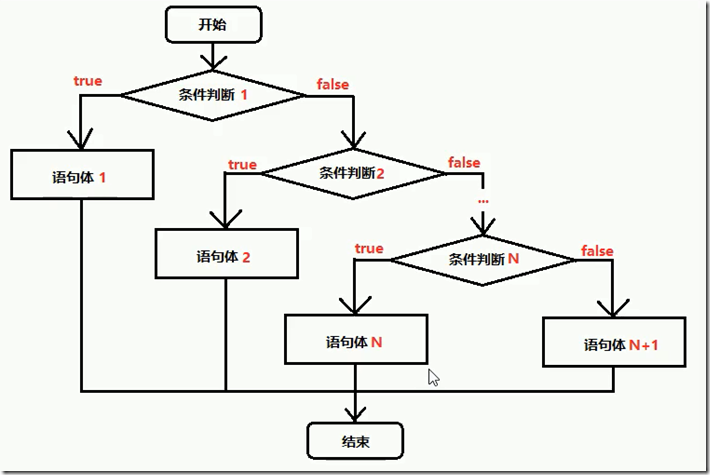 开始
true
条件判断 1
false
语句体 1
true
条件判断2
false
...
语句体 2
true
条件判断 N
false
语句体 N
语句体 N+1
结束